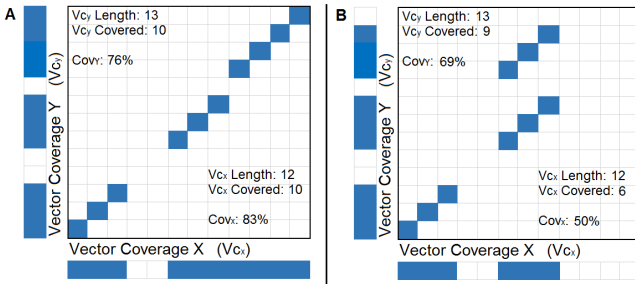 A
Vcy Length: 13
Vcy Covered: 10
CovY: 76%
Vector Coverage Y (Vcy)
Vcx Length: 12
Vcx Covered: 10
Covx: 83%
Vector Coverage X (Vcx)
B
Vcy Length: 13
Vcy Covered: 9
CovY: 69%
Vector Coverage Y (Vcy)
Vcx Length: 12
Vcx Covered: 6
Covx: 50%
Vector Coverage X (Vcx)